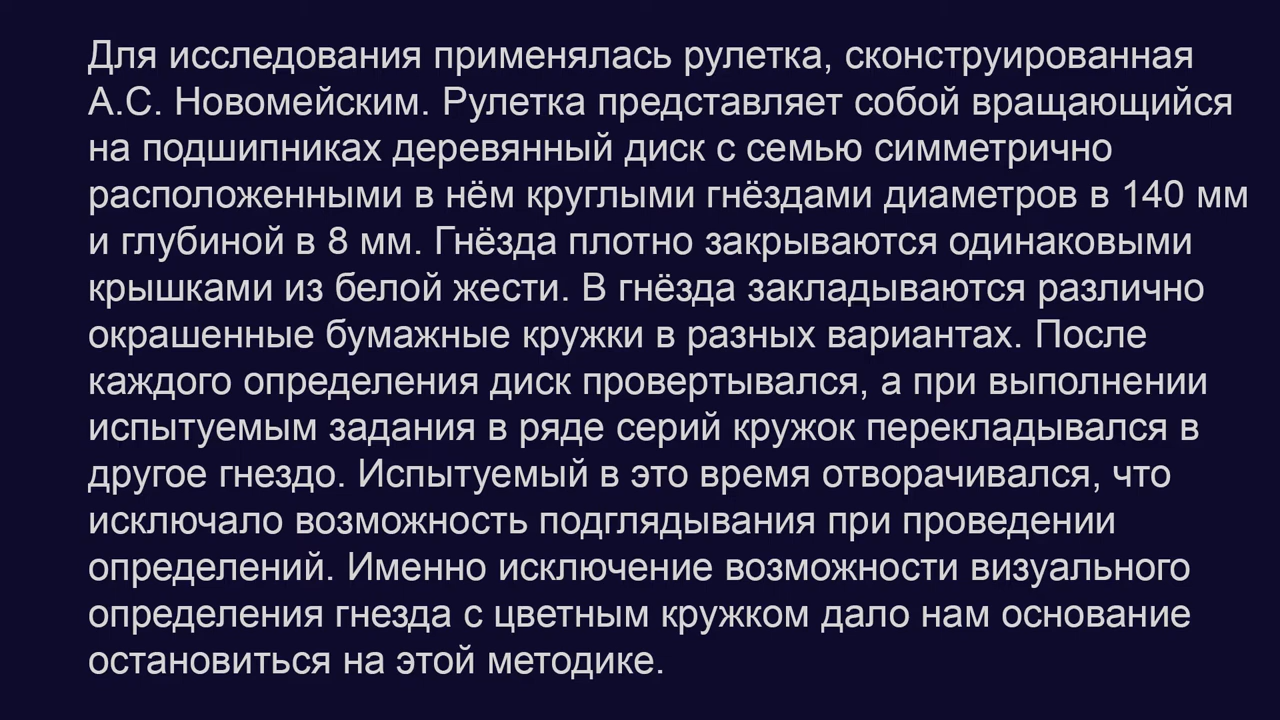 Для исследования применялась рулетка, сконструированная
А.С. Новомейским. Рулетка представляет собой вращающийся
на подшипниках деревянный диск с семью симметрично
расположенными в нём круглыми гнёздами диаметров в 140 мм
и глубиной в 8 мм. Гнёзда плотно закрываются одинаковыми
крышками из белой жести. В гнёзда закладываются различно
окрашенные бумажные кружки в разных вариантах. После
каждого определения диск провертывался, а при выполнении
испытуемым задания в ряде серий кружок перекладывался в
другое гнездо. Испытуемый в это время отворачивался, что
исключало возможность подглядывания при проведении
определений. Именно исключение возможности визуального
определения гнезда с цветным кружком дало нам основание
остановиться на этой методике.